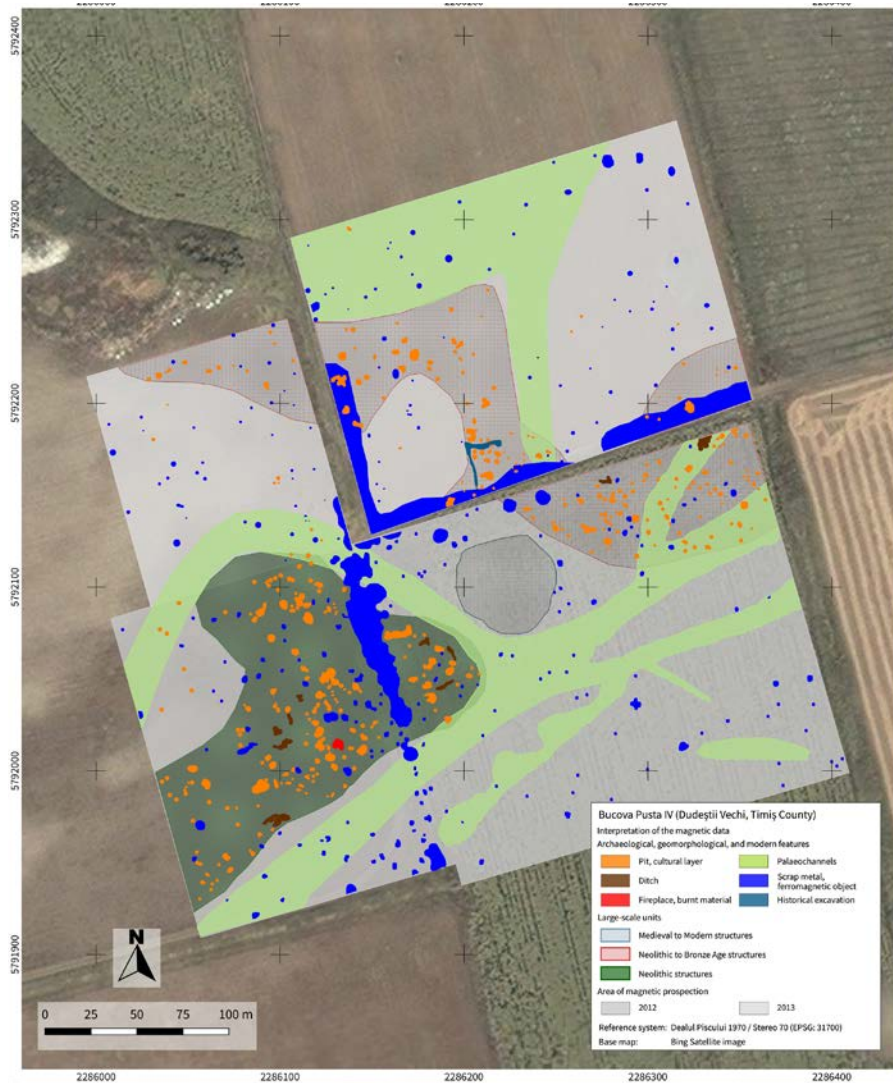 5792400
5792300
5792200
5792100
5792000
5791900
N
0 25 50 75 100 m
Bucova Pusta IV (Dudeștii Vechi, Timiș County)
Interpretation of the magnetic data
Archaeological, geomorphological, and modern features
Pit, cultural layer Palaeochannels
Ditch Scrap metal,
ferromagnetic object
Fireplace, burnt material Historical excavation
Large-scale units
Medieval to Modern structures
Neolithic to Bronze Age structures
Neolithic structures
Area of magnetic prospection
2012 2013
Reference system: Dealul Piscului 1970 / Stereo 70 (EPSG: 31700)
Base map: Bing Satellite image
2286000 2286100 2286200 2286300 2286400